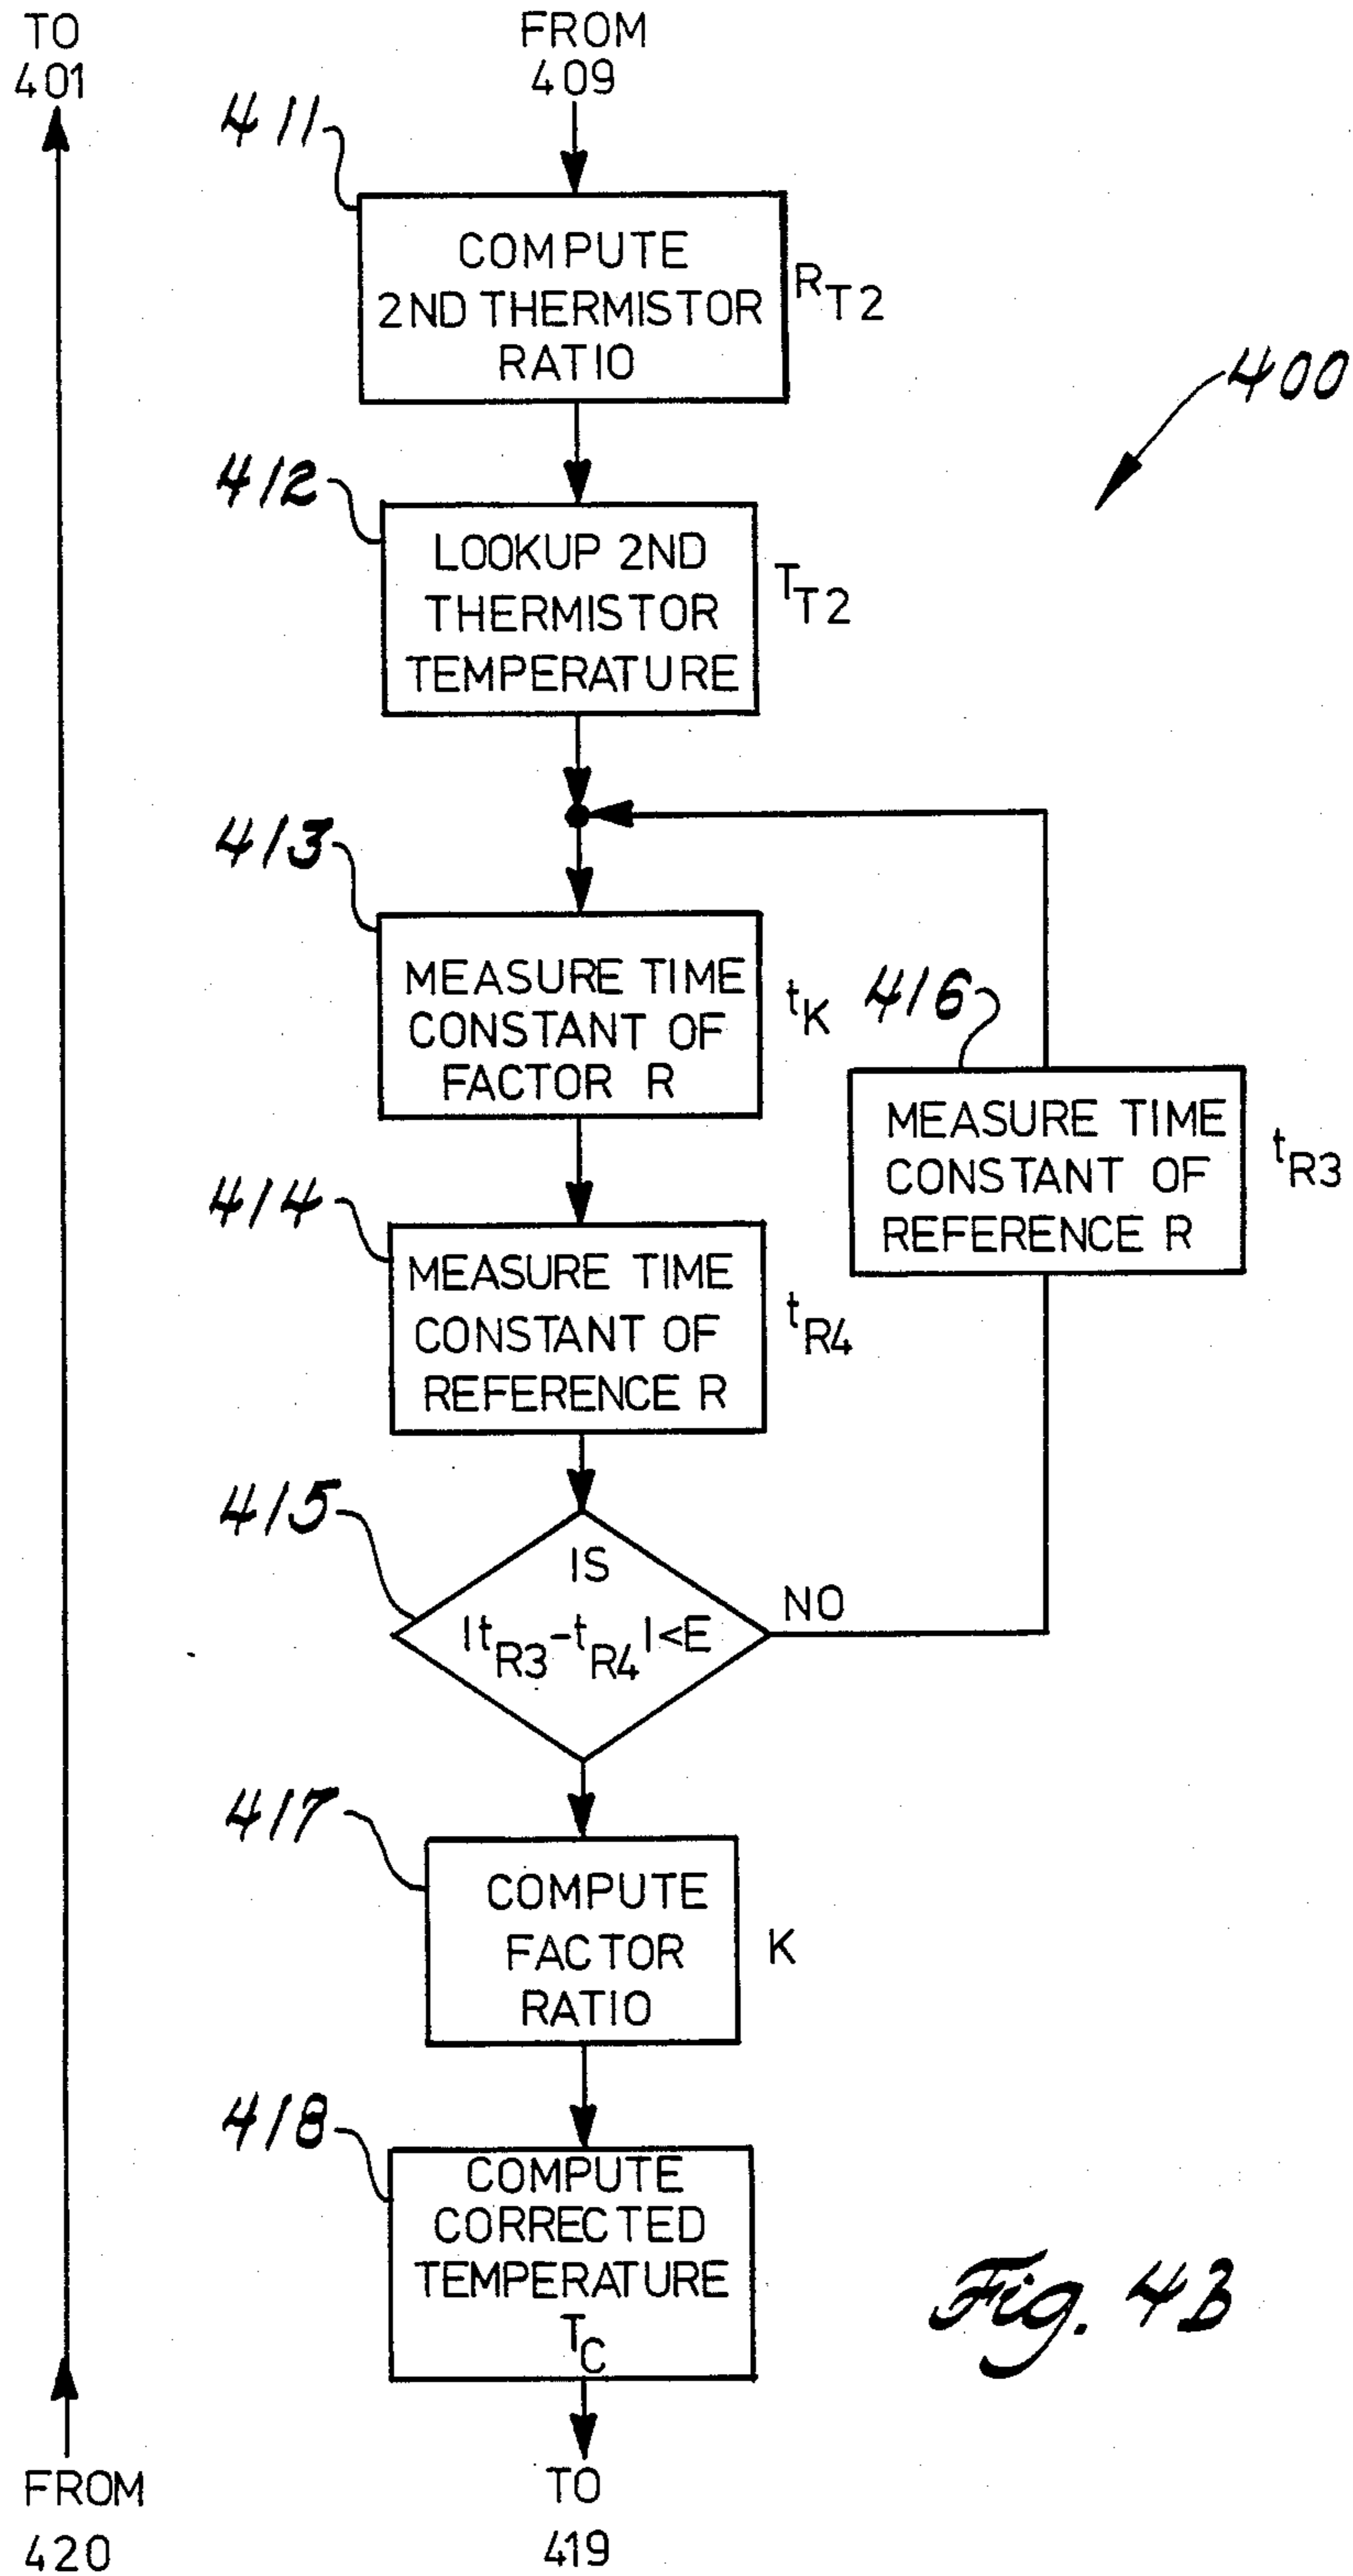 TO
401
FROM
409
411
COMPUTE
2ND THERMISTOR
RATIO
RT2
400
412
LOOKUP 2ND
THERMISTOR
TEMPERATURE
TT2
413
MEASURE TIME
CONSTANT OF
FACTOR R
tK
416
MEASURE TIME
CONSTANT OF
REFERENCE R
tR3
414
MEASURE TIME
CONSTANT OF
REFERENCE R
tR4
415
IS
|tR3-tR4|<E
NO
417
COMPUTE
FACTOR
RATIO
K
418
COMPUTE
CORRECTED
TEMPERATURE
TC
Fig. 4B
FROM
420
TO
419